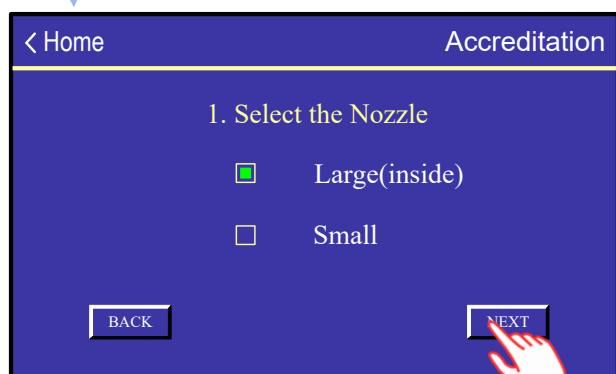 < Home
Accreditation
1. Select the Nozzle
Large(inside)
Small
BACK
NEXT